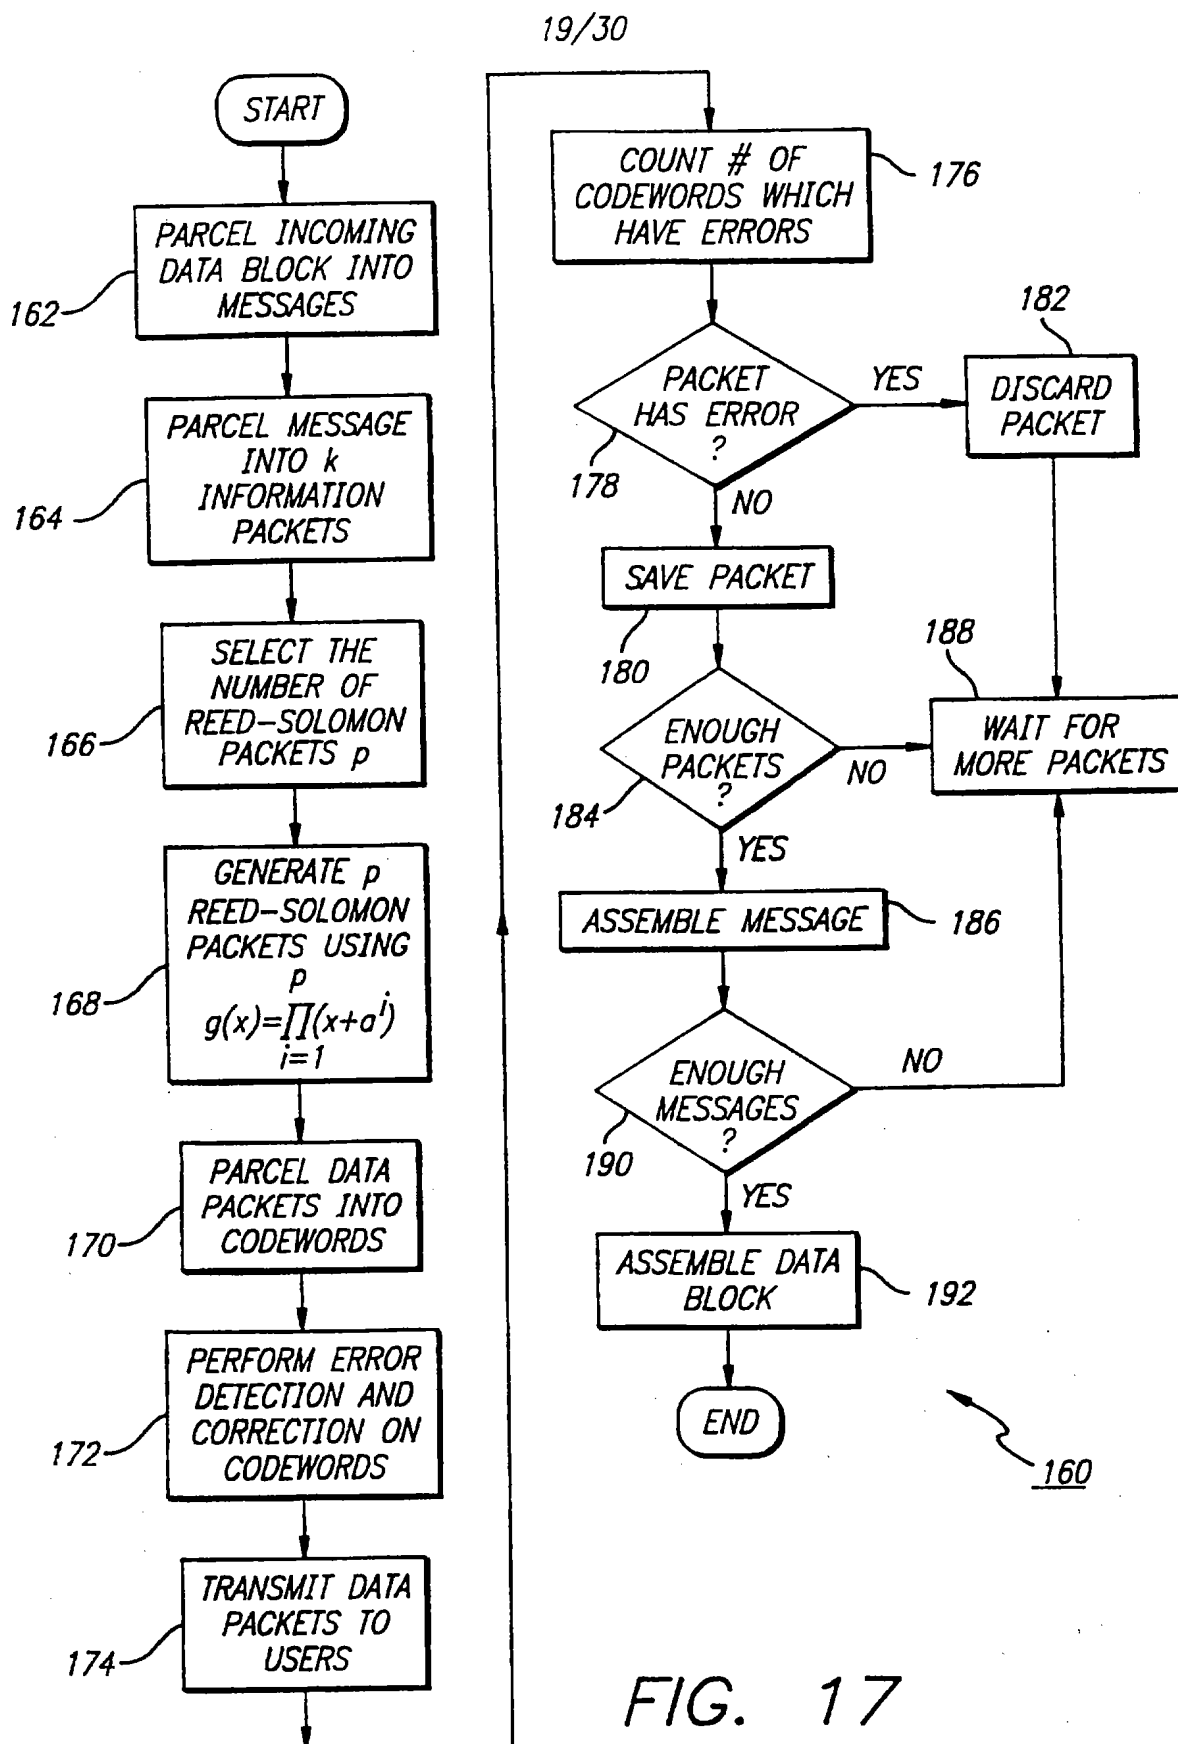 19/30
START
PARCEL INCOMING
DATA BLOCK INTO
MESSAGES
162
PARCEL MESSAGE
INTO k
INFORMATION
PACKETS
164
SELECT THE
NUMBER OF
REED-SOLOMON
PACKETS p
166
GENERATE p
REED-SOLOMON
PACKETS USING
p
g(x)=∏(x+a^i)
i=1
168
PARCEL DATA
PACKETS INTO
CODEWORDS
170
PERFORM ERROR
DETECTION AND
CORRECTION ON
CODEWORDS
172
TRANSMIT DATA
PACKETS TO
USERS
174
COUNT # OF
CODEWORDS WHICH
HAVE ERRORS
176
PACKET
HAS ERROR
?
178
YES
182
DISCARD
PACKET
NO
SAVE PACKET
180
188
WAIT FOR
MORE PACKETS
ENOUGH
PACKETS
?
184
NO
YES
ASSEMBLE MESSAGE
186
ENOUGH
MESSAGES
?
190
NO
YES
ASSEMBLE DATA
BLOCK
192
END
160
FIG. 17